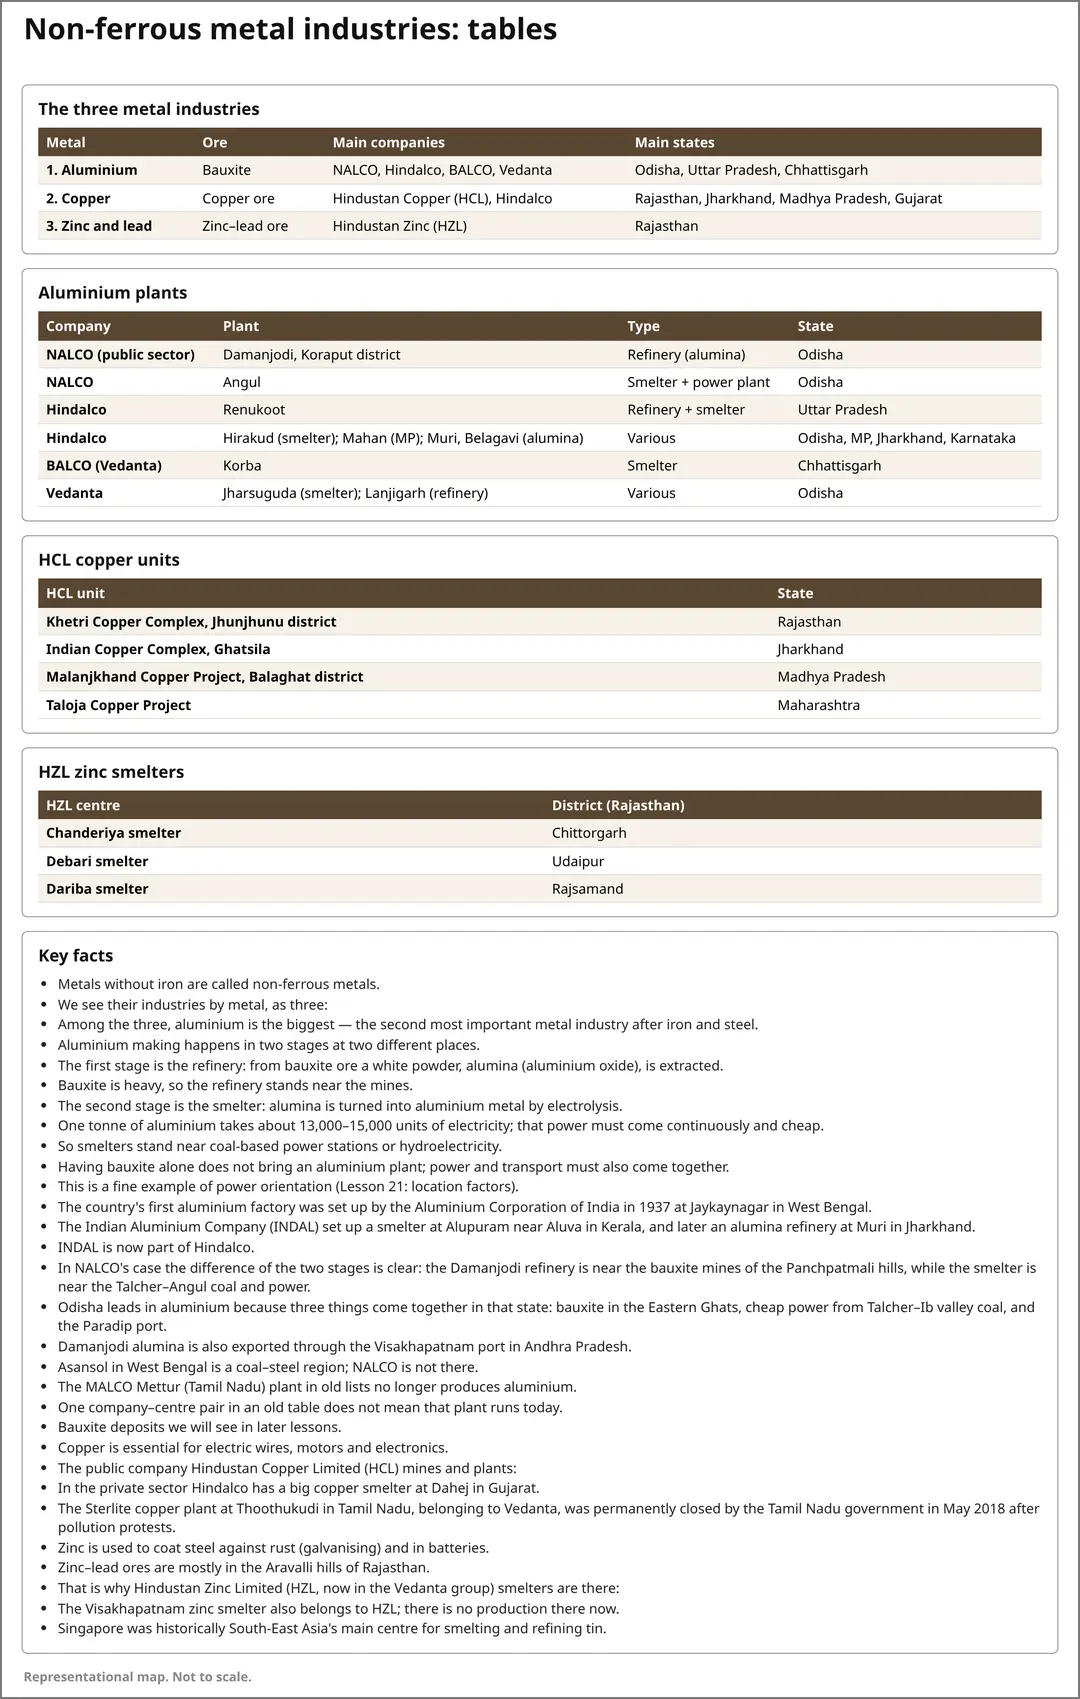 Non-ferrous metal industries: tables
The three metal industries
Metal Ore Main companies Main states
1. Aluminium Bauxite NALCO, Hindalco, BALCO, Vedanta Odisha, Uttar Pradesh, Chhattisgarh
2. Copper Copper ore Hindustan Copper (HCL), Hindalco Rajasthan, Jharkhand, Madhya Pradesh, Gujarat
3. Zinc and lead Zinc–lead ore Hindustan Zinc (HZL) Rajasthan
Aluminium plants
Company Plant Type State
NALCO (public sector) Damanjodi, Koraput district Refinery (alumina) Odisha
NALCO Angul Smelter + power plant Odisha
Hindalco Renukoot Refinery + smelter Uttar Pradesh
Hindalco Hirakud (smelter); Mahan (MP); Muri, Belagavi (alumina) Various Odisha, MP, Jharkhand, Karnataka
BALCO (Vedanta) Korba Smelter Chhattisgarh
Vedanta Jharsuguda (smelter); Lanjigarh (refinery) Various Odisha
HCL copper units
HCL unit State
Khetri Copper Complex, Jhunjhunu district Rajasthan
Indian Copper Complex, Ghatsila Jharkhand
Malanjkhand Copper Project, Balaghat district Madhya Pradesh
Taloja Copper Project Maharashtra
HZL zinc smelters
HZL centre District (Rajasthan)
Chanderiya smelter Chittorgarh
Debari smelter Udaipur
Dariba smelter Rajsamand
Key facts
• Metals without iron are called non-ferrous metals.
• We see their industries by metal, as three:
• Among the three, aluminium is the biggest — the second most important metal industry after iron and steel.
• Aluminium making happens in two stages at two different places.
• The first stage is the refinery: from bauxite ore a white powder, alumina (aluminium oxide), is extracted.
• Bauxite is heavy, so the refinery stands near the mines.
• The second stage is the smelter: alumina is turned into aluminium metal by electrolysis.
• One tonne of aluminium takes about 13,000–15,000 units of electricity; that power must come continuously and cheap.
• So smelters stand near coal-based power stations or hydroelectricity.
• Having bauxite alone does not bring an aluminium plant; power and transport must also come together.
• This is a fine example of power orientation (Lesson 21: location factors).
• The country's first aluminium factory was set up by the Aluminium Corporation of India in 1937 at Jaykaynagar in West Bengal.
• The Indian Aluminium Company (INDAL) set up a smelter at Alupuram near Aluva in Kerala, and later an alumina refinery at Muri in Jharkhand.
• INDAL is now part of Hindalco.
• In NALCO's case the difference of the two stages is clear: the Damanjodi refinery is near the bauxite mines of the Panchpatmali hills, while the smelter is
near the Talcher–Angul coal and power.
• Odisha leads in aluminium because three things come together in that state: bauxite in the Eastern Ghats, cheap power from Talcher–Ib valley coal, and
the Paradip port.
• Damanjodi alumina is also exported through the Visakhapatnam port in Andhra Pradesh.
• Asansol in West Bengal is a coal–steel region; NALCO is not there.
• The MALCO Mettur (Tamil Nadu) plant in old lists no longer produces aluminium.
• One company–centre pair in an old table does not mean that plant runs today.
• Bauxite deposits we will see in later lessons.
• Copper is essential for electric wires, motors and electronics.
• The public company Hindustan Copper Limited (HCL) mines and plants:
• In the private sector Hindalco has a big copper smelter at Dahej in Gujarat.
• The Sterlite copper plant at Thoothukudi in Tamil Nadu, belonging to Vedanta, was permanently closed by the Tamil Nadu government in May 2018 after
pollution protests.
• Zinc is used to coat steel against rust (galvanising) and in batteries.
• Zinc–lead ores are mostly in the Aravalli hills of Rajasthan.
• That is why Hindustan Zinc Limited (HZL, now in the Vedanta group) smelters are there:
• The Visakhapatnam zinc smelter also belongs to HZL; there is no production there now.
• Singapore was historically South-East Asia's main centre for smelting and refining tin.
Representational map. Not to scale.